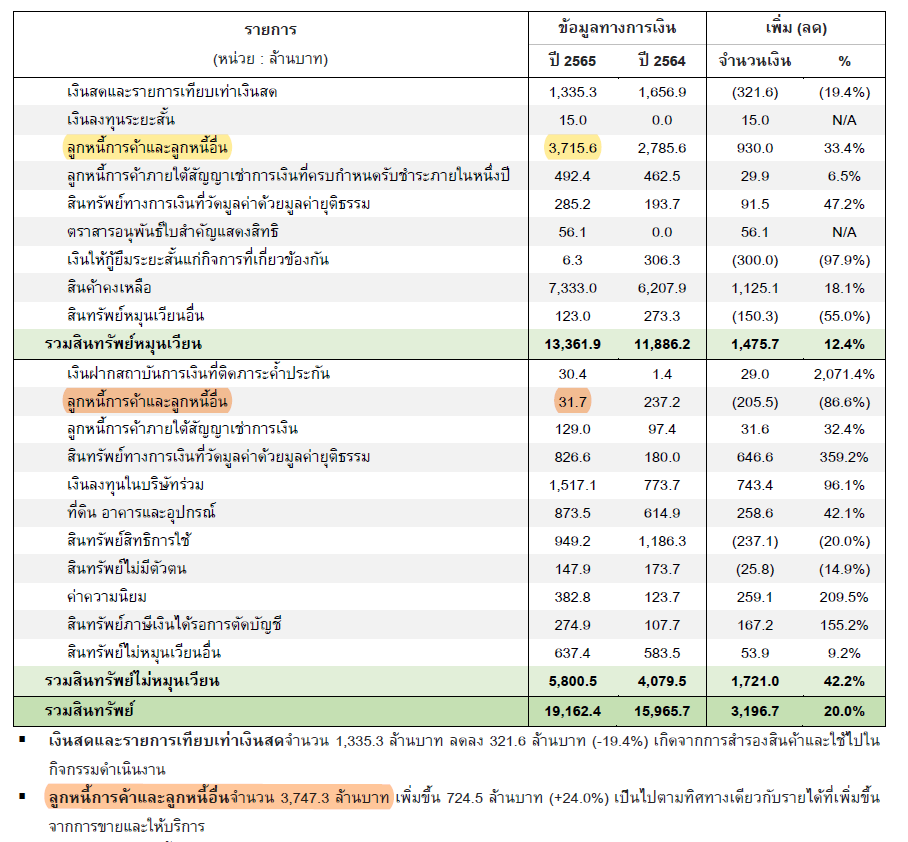 รายการ ข้อมูลทางการเงิน เพิ่ม (ลด)
(หน่วย : ล้านบาท) ปี 2565 ปี 2564 จำนวนเงิน %
เงินสดและรายการเทียบเท่าเงินสด 1,335.3 1,656.9 (321.6) (19.4%)
เงินลงทุนระยะสั้น 15.0 0.0 15.0 N/A
ลูกหนี้การค้าและลูกหนี้อื่น 3,715.6 2,785.6 930.0 33.4%
ลูกหนี้การค้าภายใต้สัญญาเช่าการเงินที่ครบกำหนดรับชำระภายในหนึ่งปี 492.4 462.5 29.9 6.5%
สินทรัพย์ทางการเงินที่วัดมูลค่าด้วยมูลค่ายุติธรรม 285.2 193.7 91.5 47.2%
ตราสารอนุพันธ์ใบสำคัญแสดงสิทธิ 56.1 0.0 56.1 N/A
เงินให้กู้ยืมระยะสั้นแก่กิจการที่เกี่ยวข้องกัน 6.3 306.3 (300.0) (97.9%)
สินค้าคงเหลือ 7,333.0 6,207.9 1,125.1 18.1%
สินทรัพย์หมุนเวียนอื่น 123.0 273.3 (150.3) (55.0%)
รวมสินทรัพย์หมุนเวียน 13,361.9 11,886.2 1,475.7 12.4%
เงินฝากสถาบันการเงินที่ติดภาระค้ำประกัน 30.4 1.4 29.0 2,071.4%
ลูกหนี้การค้าและลูกหนี้อื่น 31.7 237.2 (205.5) (86.6%)
ลูกหนี้การค้าภายใต้สัญญาเช่าการเงิน 129.0 97.4 31.6 32.4%
สินทรัพย์ทางการเงินที่วัดมูลค่าด้วยมูลค่ายุติธรรม 826.6 180.0 646.6 359.2%
เงินลงทุนในบริษัทร่วม 1,517.1 773.7 743.4 96.1%
ที่ดิน อาคารและอุปกรณ์ 873.5 614.9 258.6 42.1%
สินทรัพย์สิทธิการใช้ 949.2 1,186.3 (237.1) (20.0%)
สินทรัพย์ไม่มีตัวตน 147.9 173.7 (25.8) (14.9%)
ค่าความนิยม 382.8 123.7 259.1 209.5%
สินทรัพย์ภาษีเงินได้รอการตัดบัญชี 274.9 107.7 167.2 155.2%
สินทรัพย์ไม่หมุนเวียนอื่น 637.4 583.5 53.9 9.2%
รวมสินทรัพย์ไม่หมุนเวียน 5,800.5 4,079.5 1,721.0 42.2%
รวมสินทรัพย์ 19,162.4 15,965.7 3,196.7 20.0%
▪ เงินสดและรายการเทียบเท่าเงินสดจำนวน 1,335.3 ล้านบาท ลดลง 321.6 ล้านบาท (-19.4%) เกิดจากการสำรองสินค้าและใช้ไปใน
กิจกรรมดำเนินงาน
▪ ลูกหนี้การค้าและลูกหนี้อื่นจำนวน 3,747.3 ล้านบาท เพิ่มขึ้น 724.5 ล้านบาท (+24.0%) เป็นไปตามทิศทางเดียวกับรายได้ที่เพิ่มขึ้น
จากการขายและให้บริการ